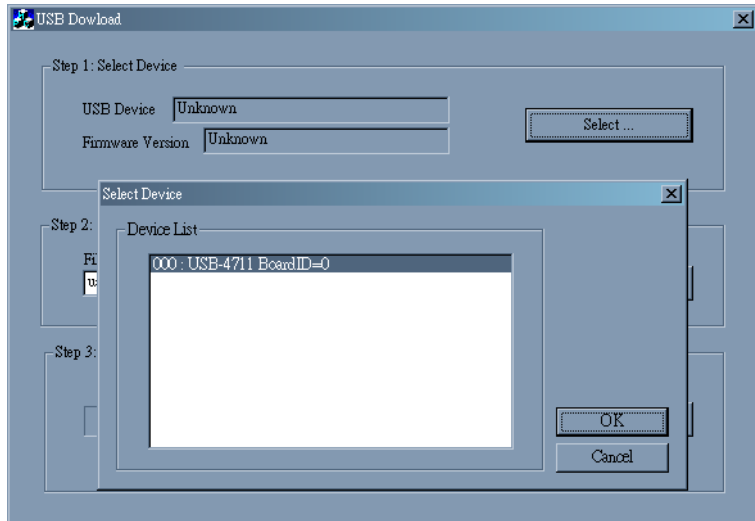 USB Dowload
Step 1: Select Device
USB Device Unknown
Select ...
Firmware Version Unknown
Select Device
Step 2:
Device List
000 : USB-4711 BoardID=0
Step 3:
OK
Cancel